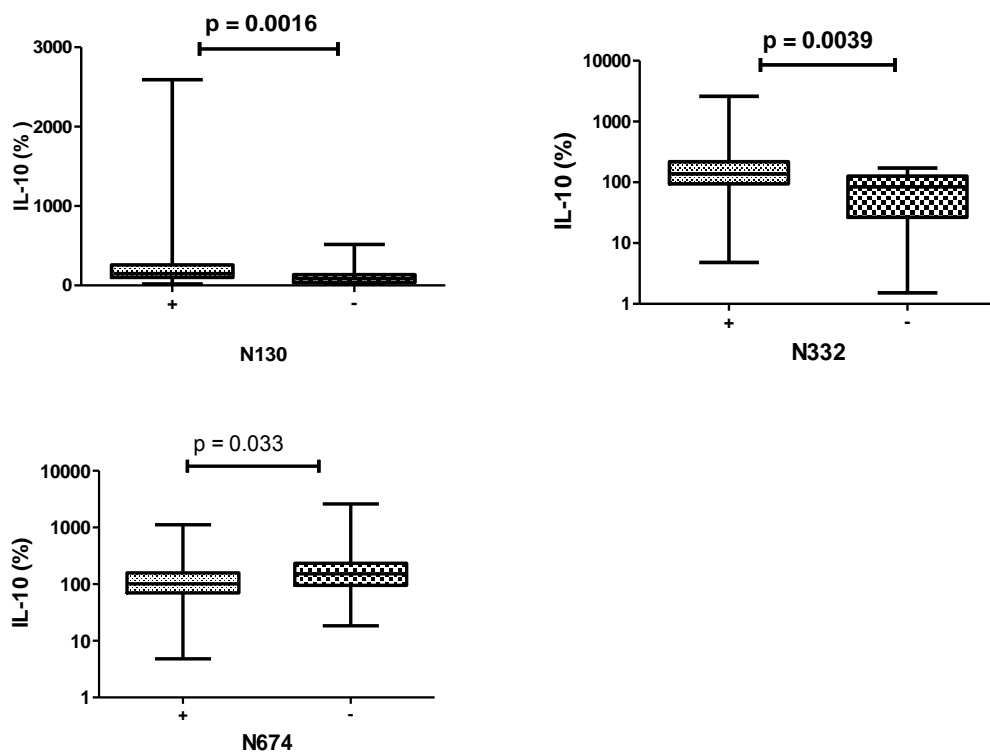 p = 0.0016
3000
2000
1000
0
IL-10 (% )
+ -
N130
p = 0.0039
10000
1000
100
10
1
IL-10 (%)
+ -
N332
p = 0.033
10000
1000
100
10
1
IL-10 (%)
+ -
N674